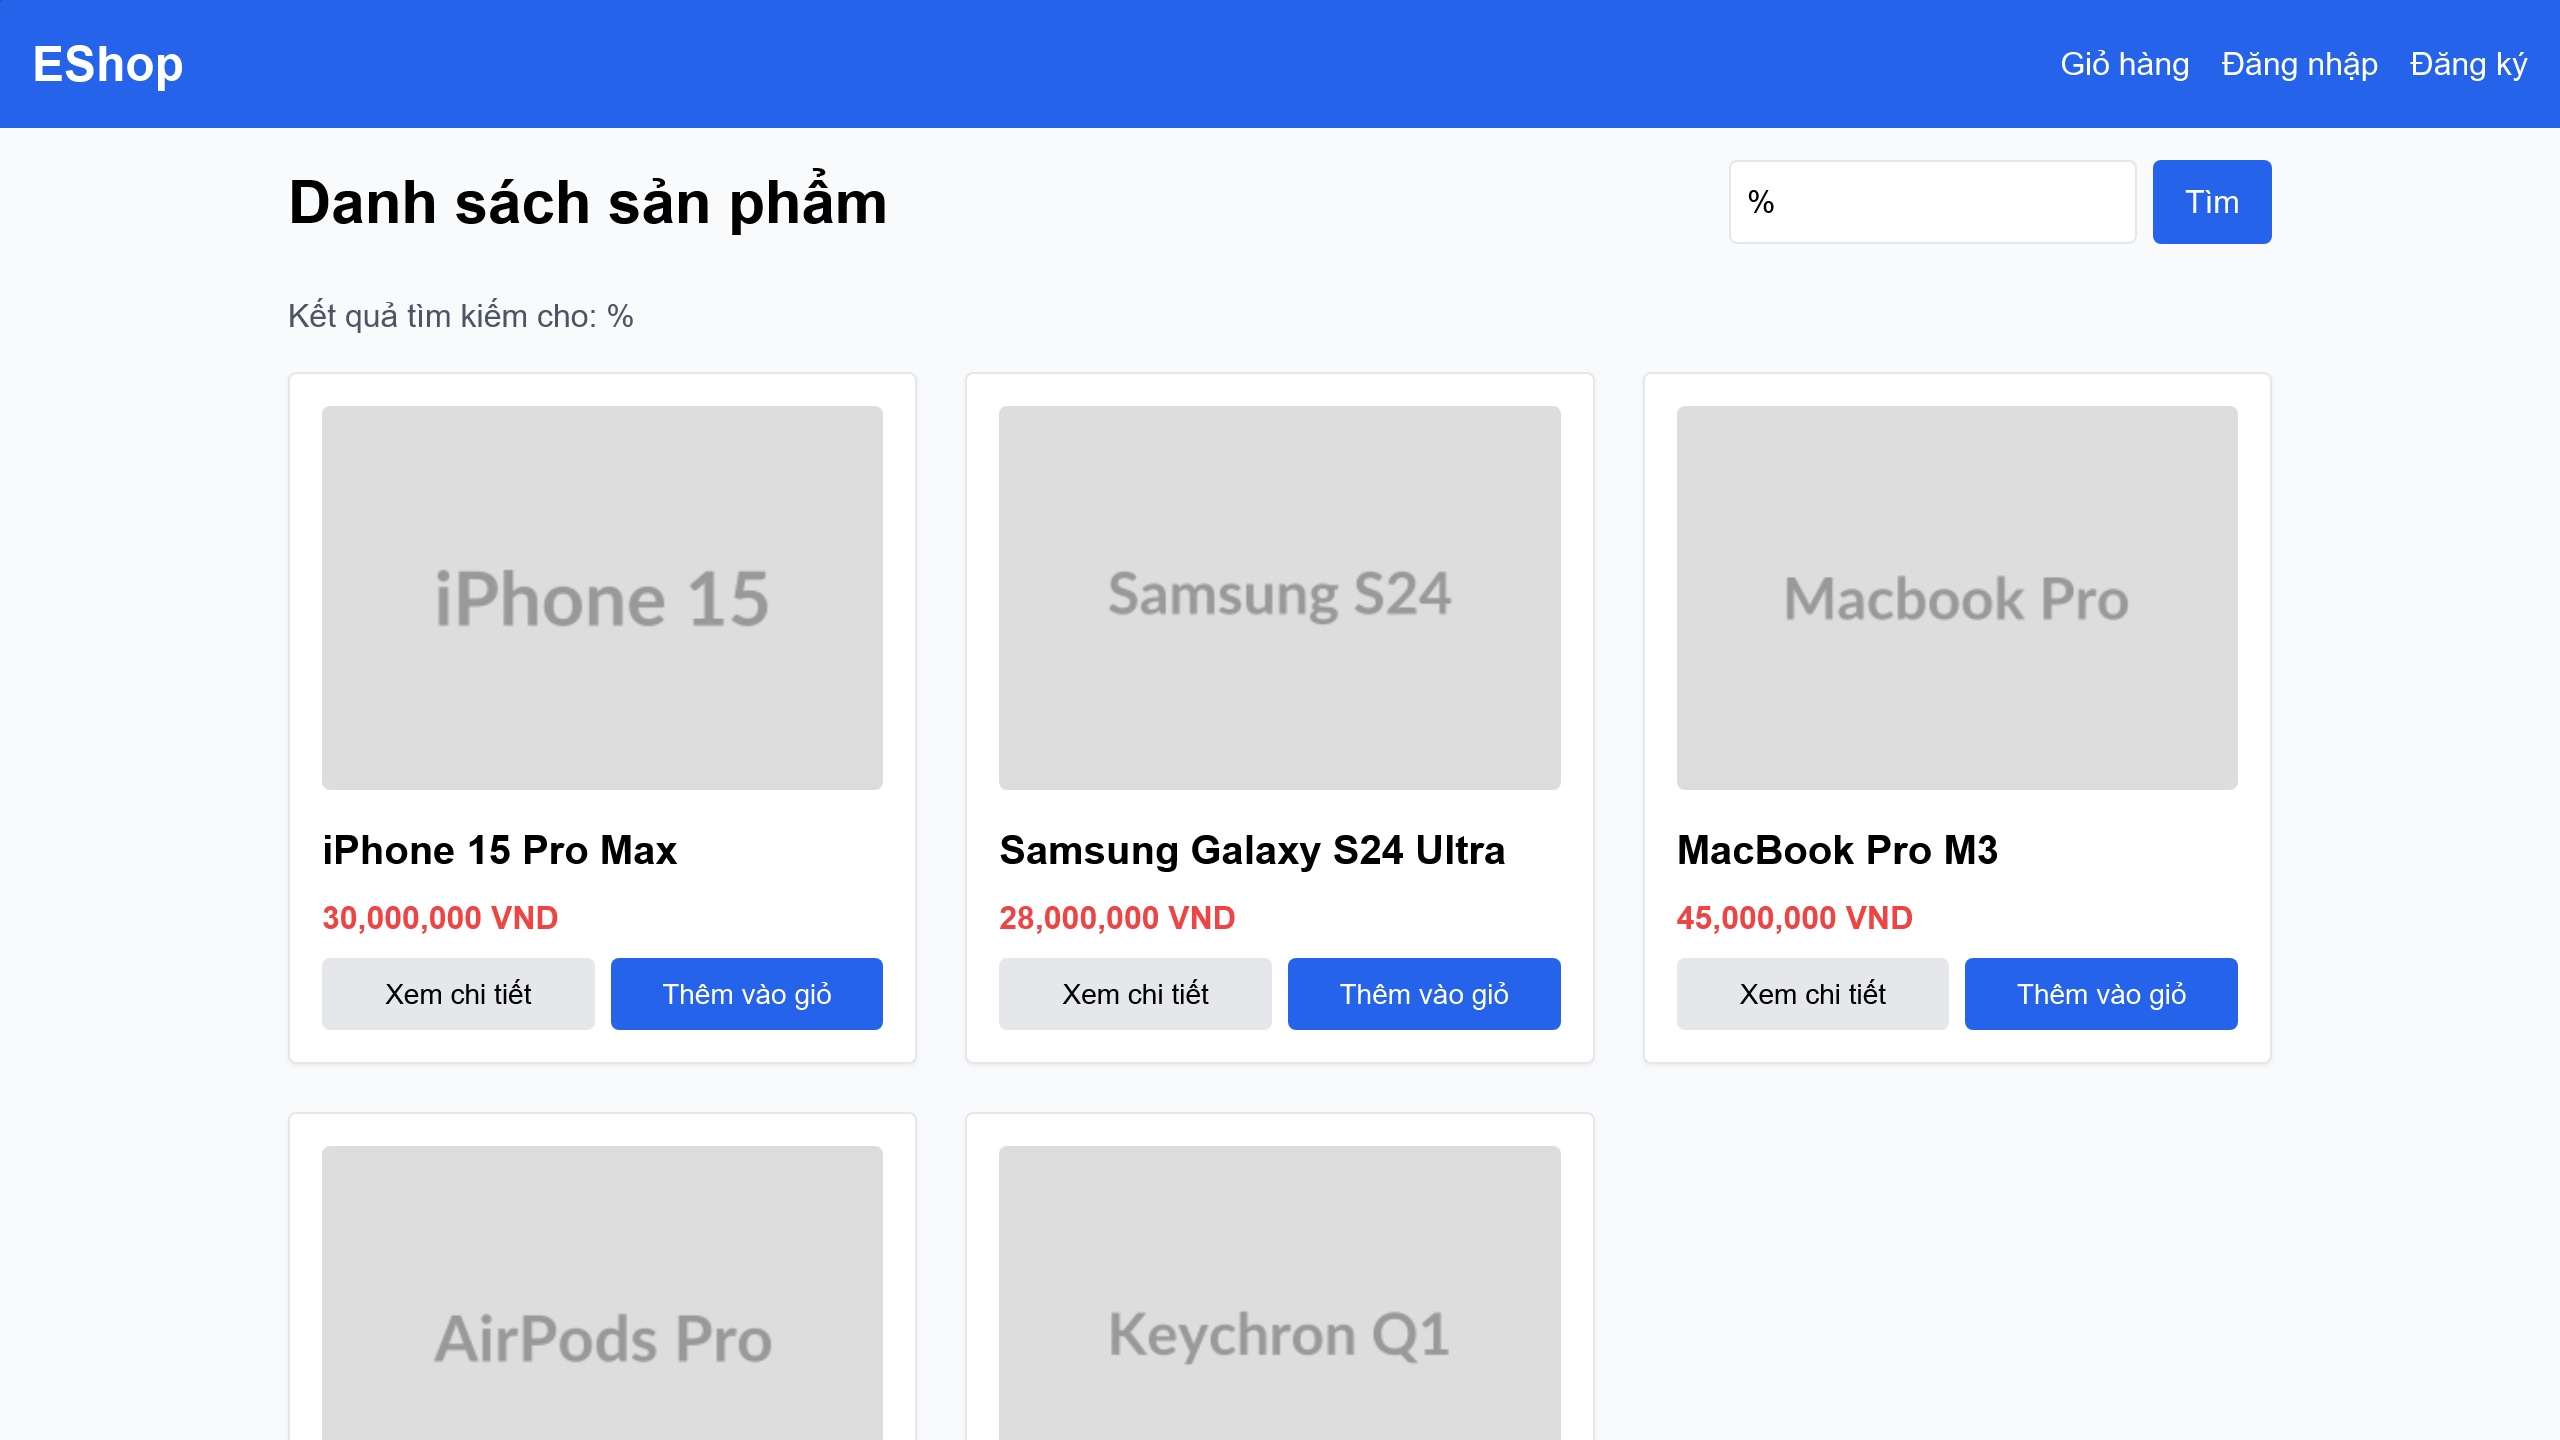 EShop
Giỏ hàng Đăng nhập Đăng ký
Danh sách sản phẩm
%
Tìm
Kết quả tìm kiếm cho: %
iPhone 15
iPhone 15 Pro Max
30,000,000 VND
Xem chi tiết
Thêm vào giỏ
Samsung S24
Samsung Galaxy S24 Ultra
28,000,000 VND
Xem chi tiết
Thêm vào giỏ
Macbook Pro
MacBook Pro M3
45,000,000 VND
Xem chi tiết
Thêm vào giỏ
AirPods Pro
Keychron Q1